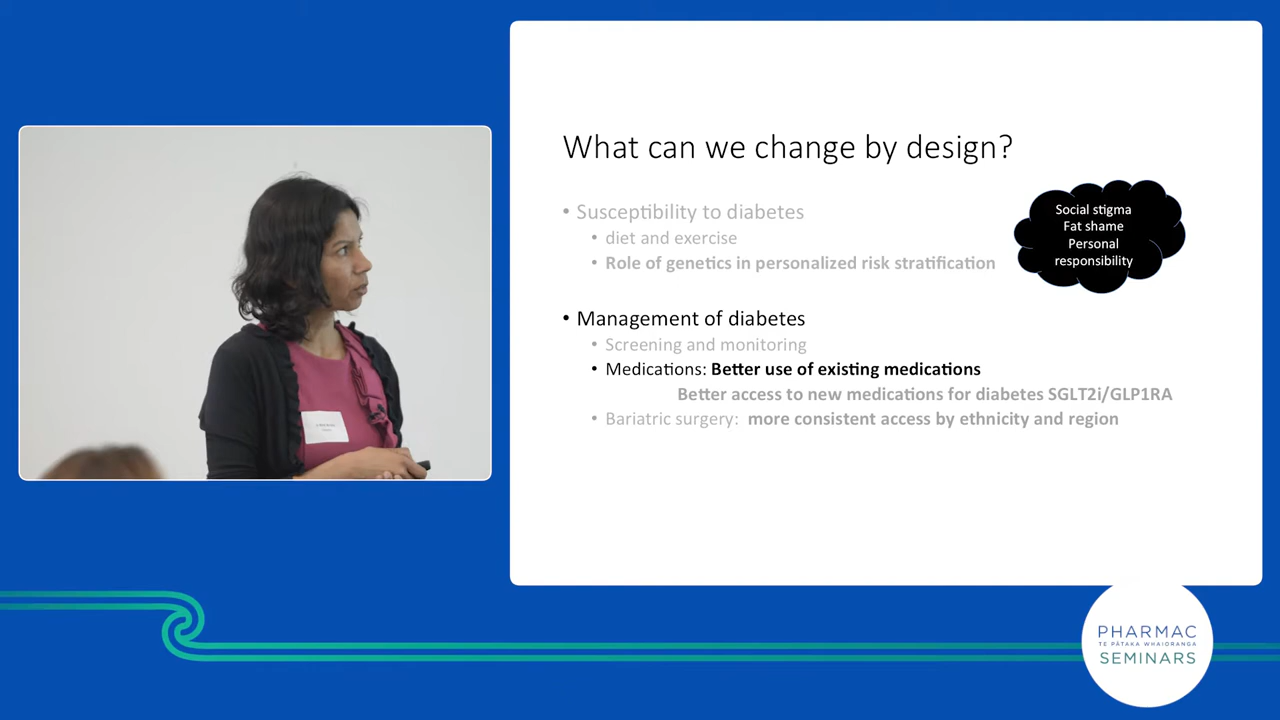 What can we change by design?
• Susceptibility to diabetes
• diet and exercise
• Role of genetics in personalized risk stratification
Social stigma
Fat shame
Personal
responsibility
• Management of diabetes
• Screening and monitoring
• Medications: Better use of existing medications
Better access to new medications for diabetes SGLT2i/GLP1RA
• Bariatric surgery: more consistent access by ethnicity and region
PHARMAC
TE PĀTAKA WHAIORANGA
SEMINARS